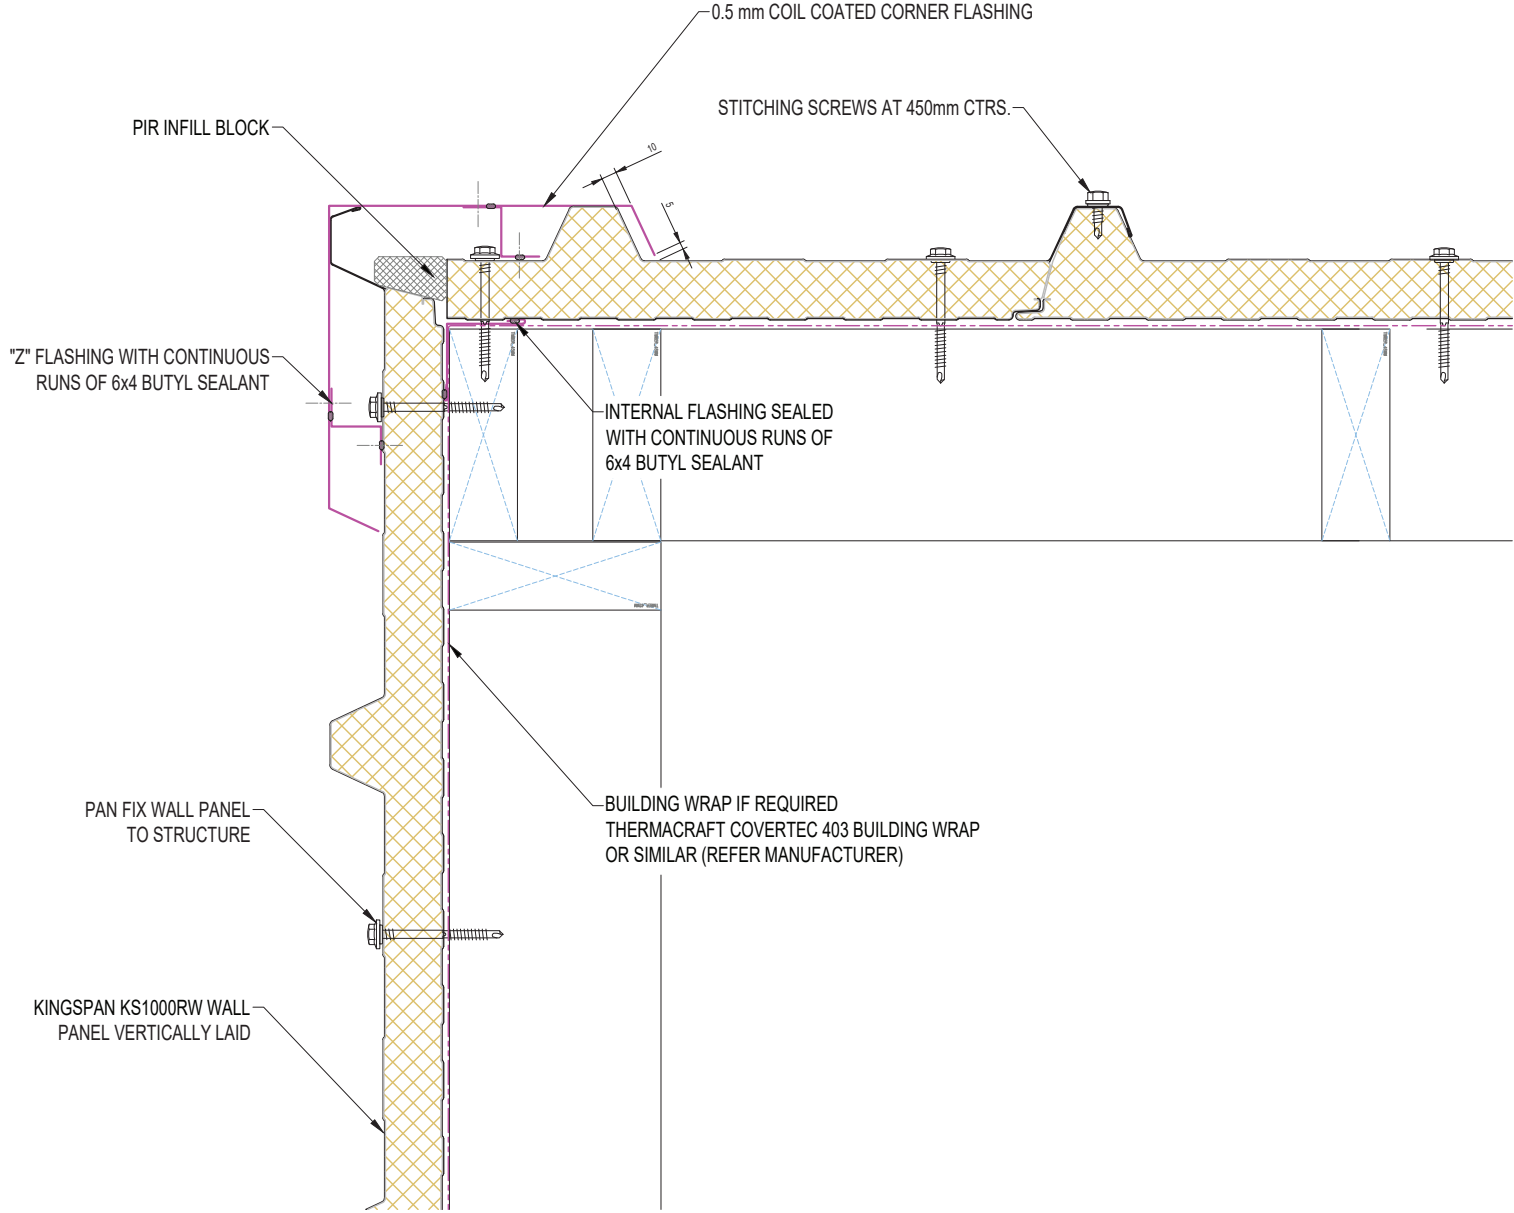 0.5 mm COIL COATED CORNER FLASHING
STITCHING SCREWS AT 450mm CTRS.
PIR INFILL BLOCK
10
5
"Z" FLASHING WITH CONTINUOUS
RUNS OF 6x4 BUTYL SEALANT
INTERNAL FLASHING SEALED
WITH CONTINUOUS RUNS OF
6x4 BUTYL SEALANT
PAN FIX WALL PANEL
TO STRUCTURE
BUILDING WRAP IF REQUIRED
THERMACRAFT COVERTEC 403 BUILDING WRAP
OR SIMILAR (REFER MANUFACTURER)
KINGSPAN KS1000RW WALL
PANEL VERTICALLY LAID